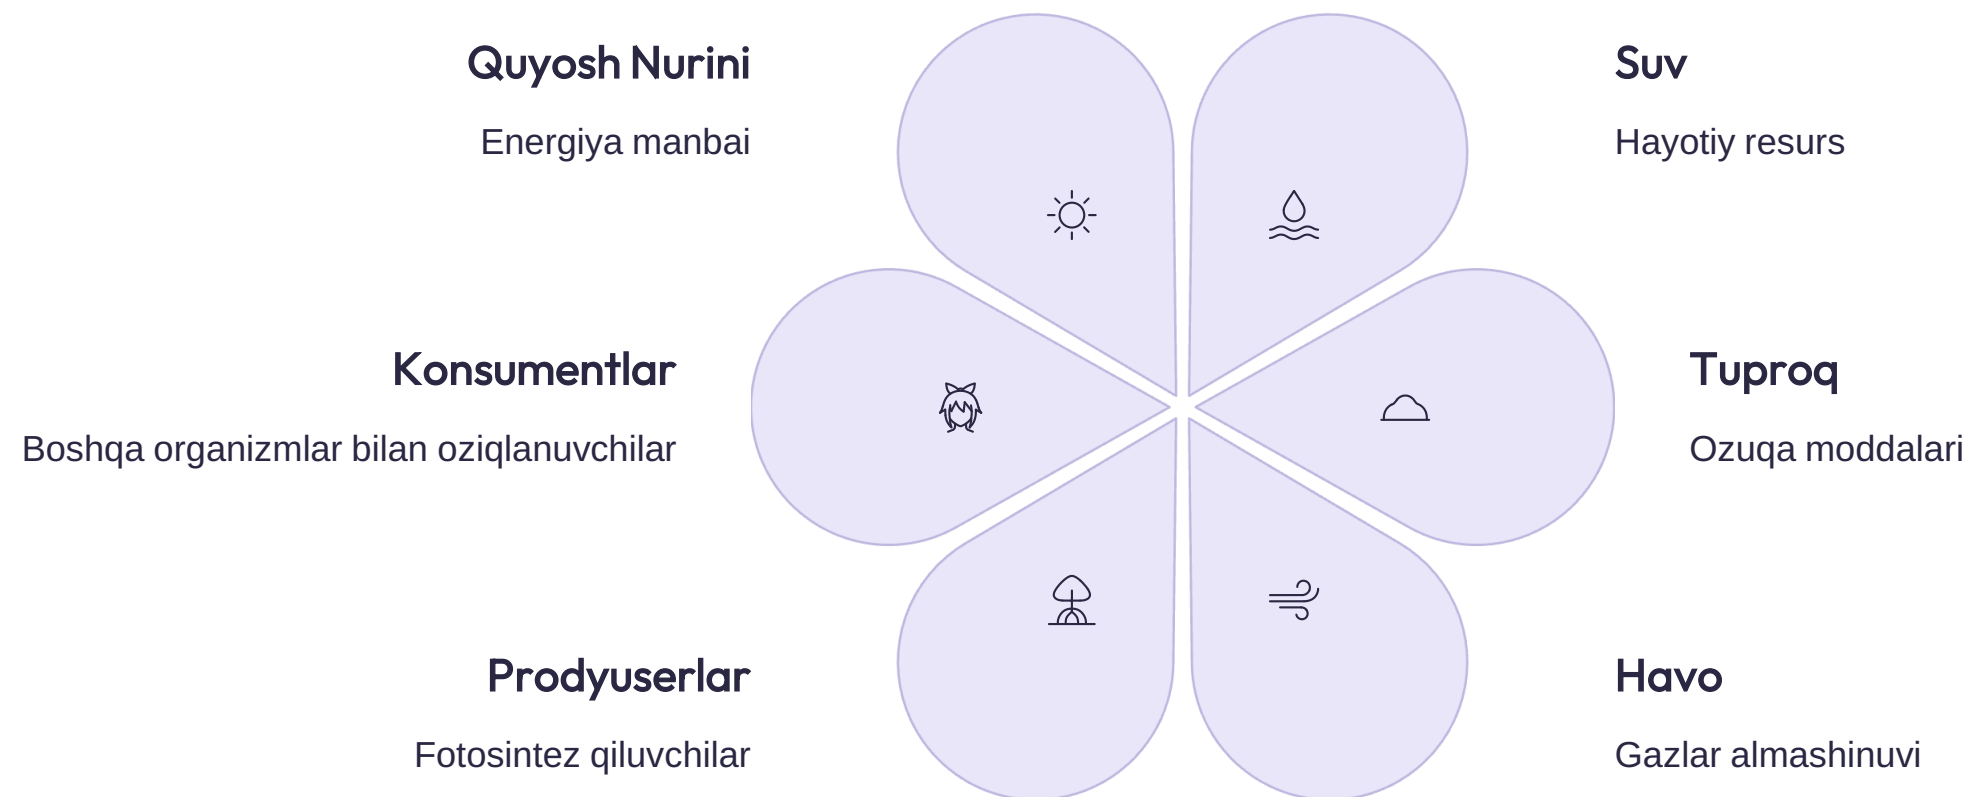 Quyosh Nurini
Energiya manbai
Suv
Hayotiy resurs
Konsumentlar
Boshqa organizmlar bilan oziqlanuvchilar
Tuproq
Ozuqa moddalari
Prodyuserlar
Fotosintez qiluvchilar
Havo
Gazlar almashinuvi